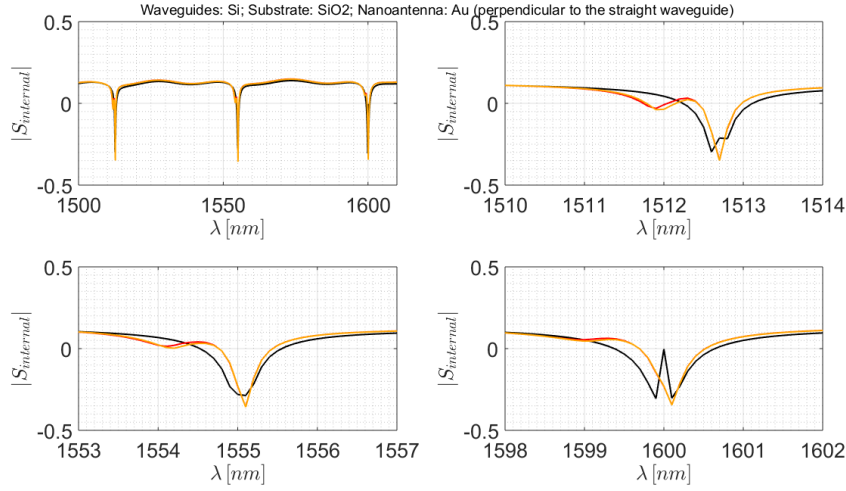 Waveguides: Si; Substrate: SiO2; Nanoantenna: Au (perpendicular to the straight waveguide)
0.5
0
-0.5
|S_internal|
1500 1550 1600
λ [nm]
0.5
0
-0.5
|S_internal|
1510 1511 1512 1513 1514
λ [nm]
0.5
0
-0.5
|S_internal|
1553 1554 1555 1556 1557
λ [nm]
0.5
0
-0.5
|S_internal|
1598 1599 1600 1601 1602
λ [nm]